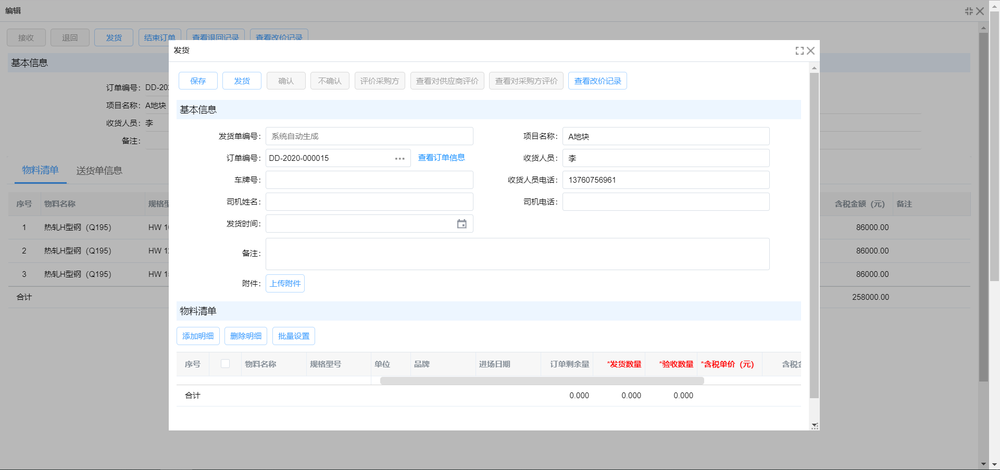 编辑
接收 退回 发货 结束订单 查看退回记录 查看改价记录
基本信息
订单编号: DD-202
项目名称: A地块
收货人员: 李
备注:
物料清单 送货单信息
序号 物料名称 规格型 含税金额 (元) 备注
1 热轧H型钢 (Q195) HW 86000.00
2 热轧H型钢 (Q195) HW 86000.00
3 热轧H型钢 (Q195) HW 86000.00
合计 258000.00
发货
保存 发货 确认 不确认 评价采购方 查看对供应商评价 查看对采购方评价 查看改价记录
基本信息
发货单编号: 系统自动生成 项目名称: A地块
订单编号: DD-2020-000015 ••• 查看订单信息 收货人员: 李
车牌号: 收货人员电话: 13760756961
司机姓名: 司机电话:
发货时间:
备注:
附件: 上传附件
物料清单
添加明细 删除明细 批量设置
序号 物料名称 规格型号 单位 品牌 进场日期 订单剩余量 *发货数量 *验收数量 *含税单价 (元) 含税
合计 0.000 0.000 0.000